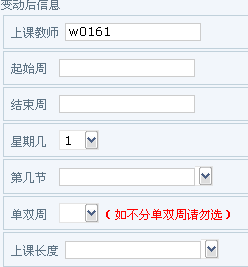 变动后信息
上课教师 w0161
起始周
结束周
星期几 1
第几节
单双周 （如不分单双周请勿选）
上课长度